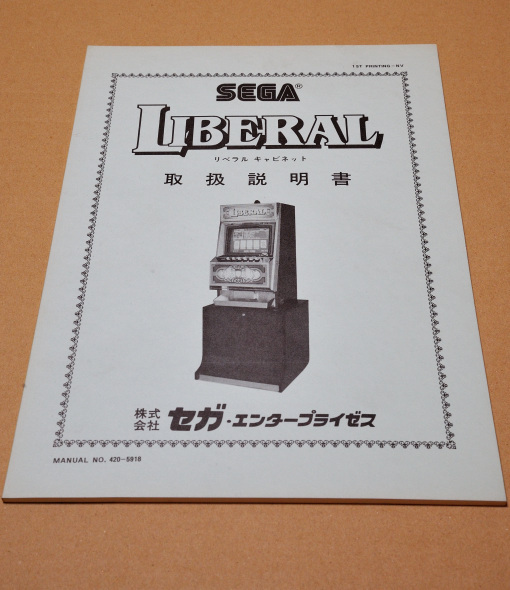 1ST PRINTING-NV
SEGA®
LIBERAL
リベラル キャビネット
取扱説明書
LIBERAL
株式会社 セガ・エンタープライゼス
MANUAL NO. 420-5918